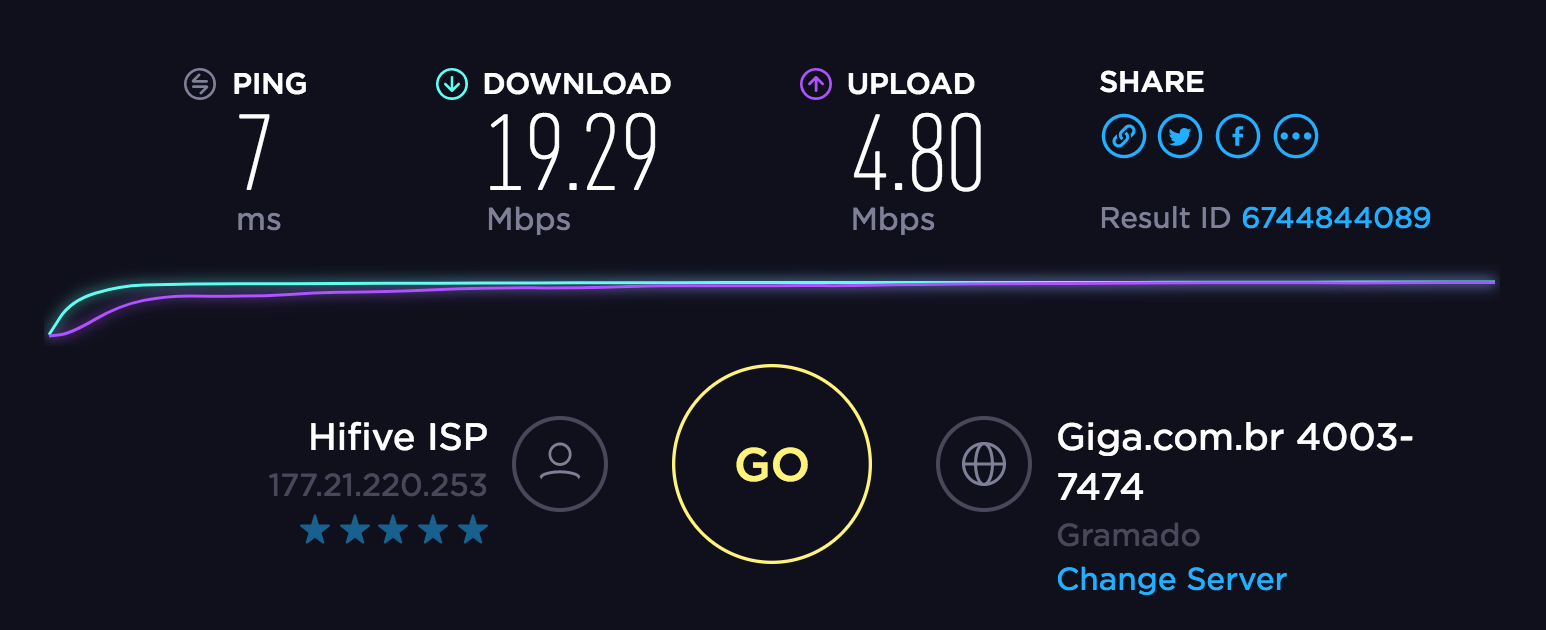 PING
7
ms
DOWNLOAD
19.29
Mbps
UPLOAD
4.80
Mbps
SHARE
Result ID 6744844089
Hifive ISP
177.21.220.253
GO
Giga.com.br 4003-
7474
Gramado
Change Server